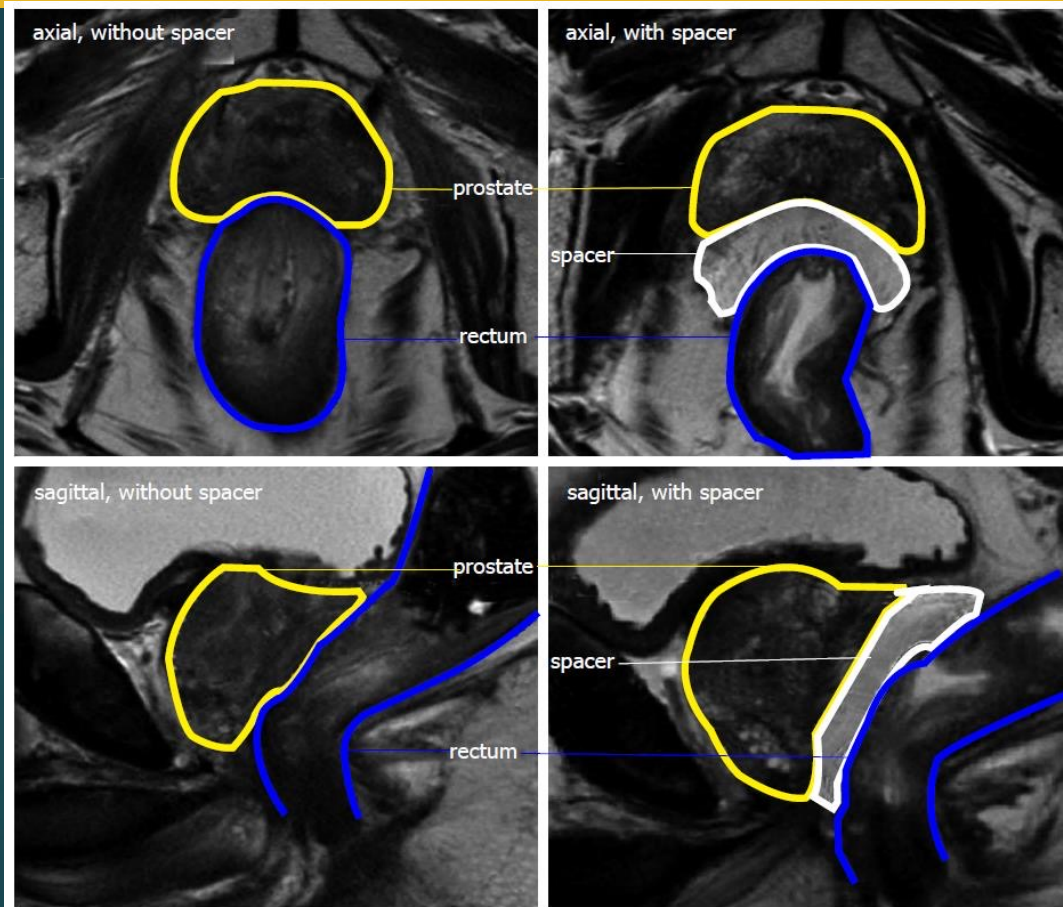 axial, without spacer
axial, with spacer
prostate
spacer
rectum
sagittal, without spacer
sagittal, with spacer
prostate
spacer
rectum